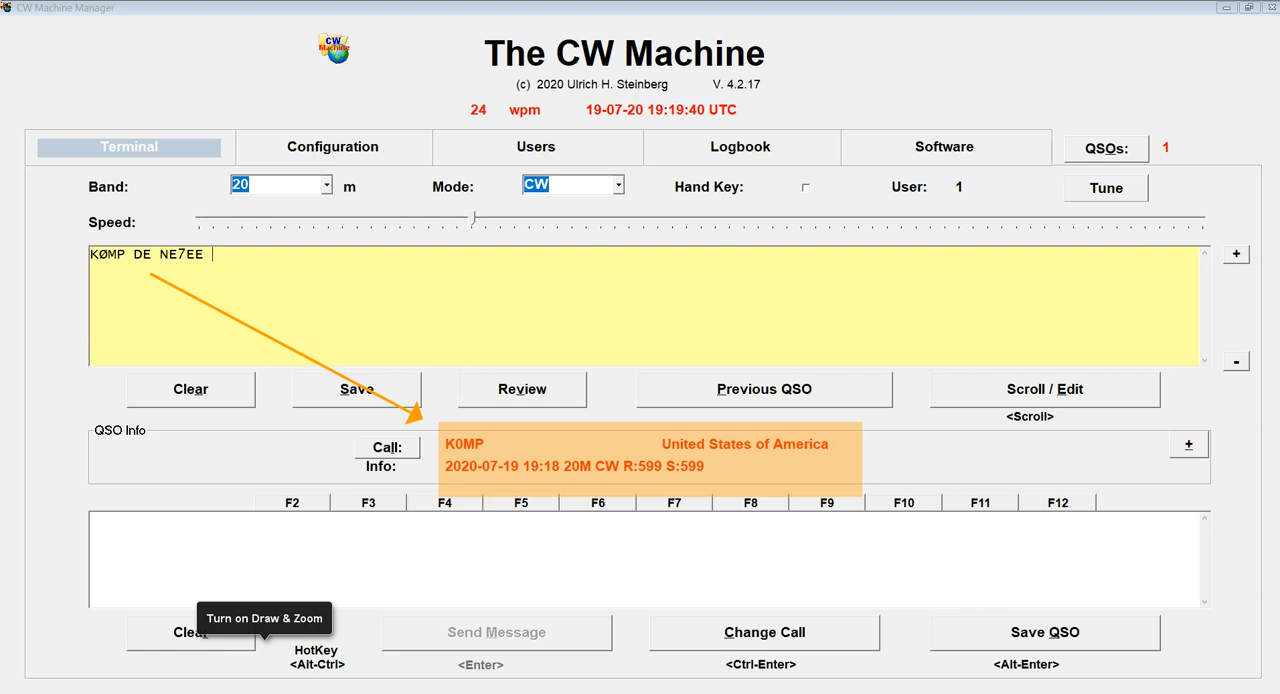 CW Machine Manager
CW Machine
The CW Machine
(c) 2020 Ulrich H. Steinberg V. 4.2.17
24 wpm 19-07-20 19:19:40 UTC
Terminal Configuration Users Logbook Software QSOs: 1
Band: 20 m Mode: CW Hand Key: User: 1 Tune
Speed:
KØMP DE NE7EE
+
-
Clear Save Review Previous QSO Scroll / Edit
<Scroll>
QSO Info
Call: K0MP United States of America ±
Info: 2020-07-19 19:18 20M CW R:599 S:599
F2 F3 F4 F5 F6 F7 F8 F9 F10 F11 F12
Turn on Draw & Zoom
Clear Send Message Change Call Save QSO
HotKey
<Alt-Ctrl> <Enter> <Ctrl-Enter> <Alt-Enter>